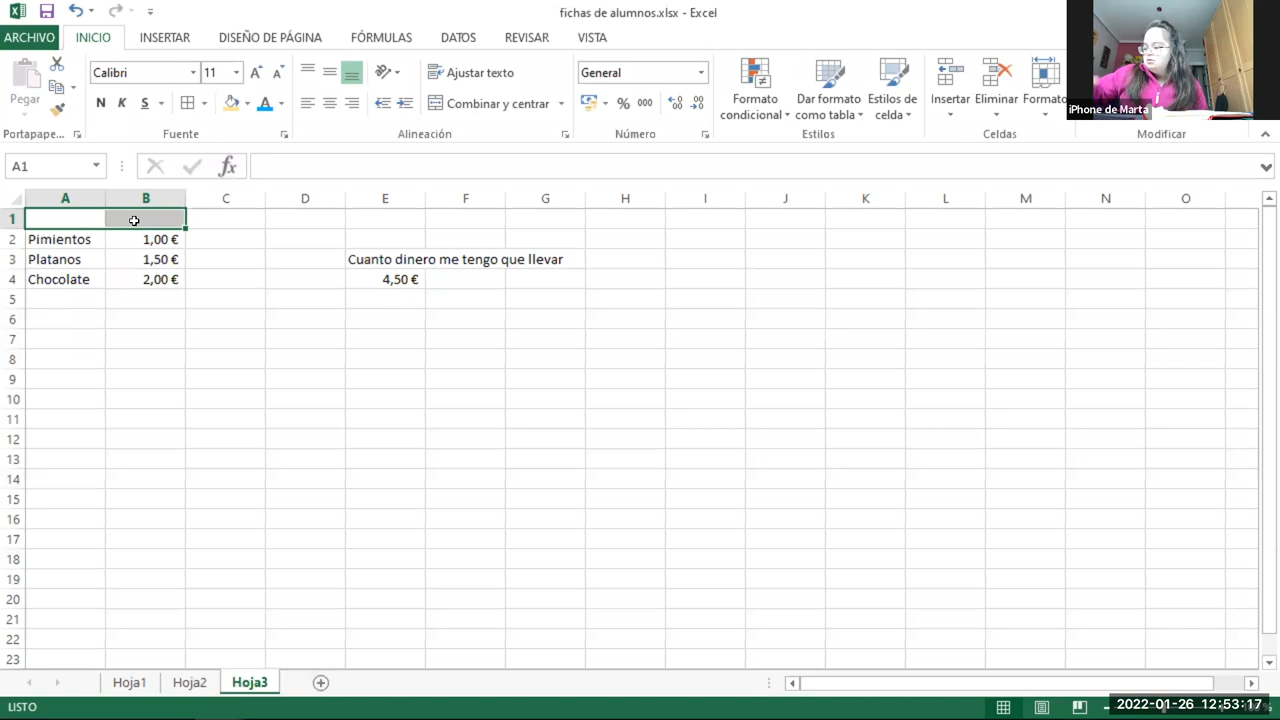 fichas de alumnos.xlsx - Excel
ARCHIVO INICIO INSERTAR DISEÑO DE PÁGINA FÓRMULAS DATOS REVISAR VISTA
Pegar
Calibri 11
N K S
Ajustar texto
Combinar y centrar
General
% 000
Formato condicional
Dar formato como tabla
Estilos de celda
Insertar
Eliminar
Formato
iPhone de Marta
Portapape... Fuente Alineación Número Estilos Celdas Modificar
A1
fx
A B C D E F G H I J K L M N O
1
2 Pimientos 1,00 €
3 Platanos 1,50 € Cuanto dinero me tengo que llevar
4 Chocolate 2,00 € 4,50 €
5
6
7
8
9
10
11
12
13
14
15
16
17
18
19
20
21
22
23
Hoja1 Hoja2 Hoja3
LISTO
2022-01-26 12:53:17